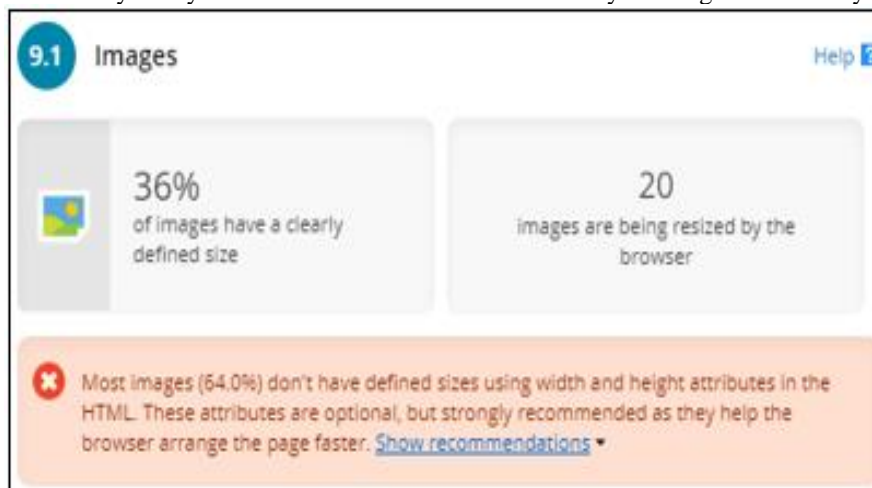 9.1 Images
Help ?
36%
of images have a clearly
defined size
20
images are being resized by the
browser
Most images (64.0%) don't have defined sizes using width and height attributes in the
HTML. These attributes are optional, but strongly recommended as they help the
browser arrange the page faster. Show recommendations